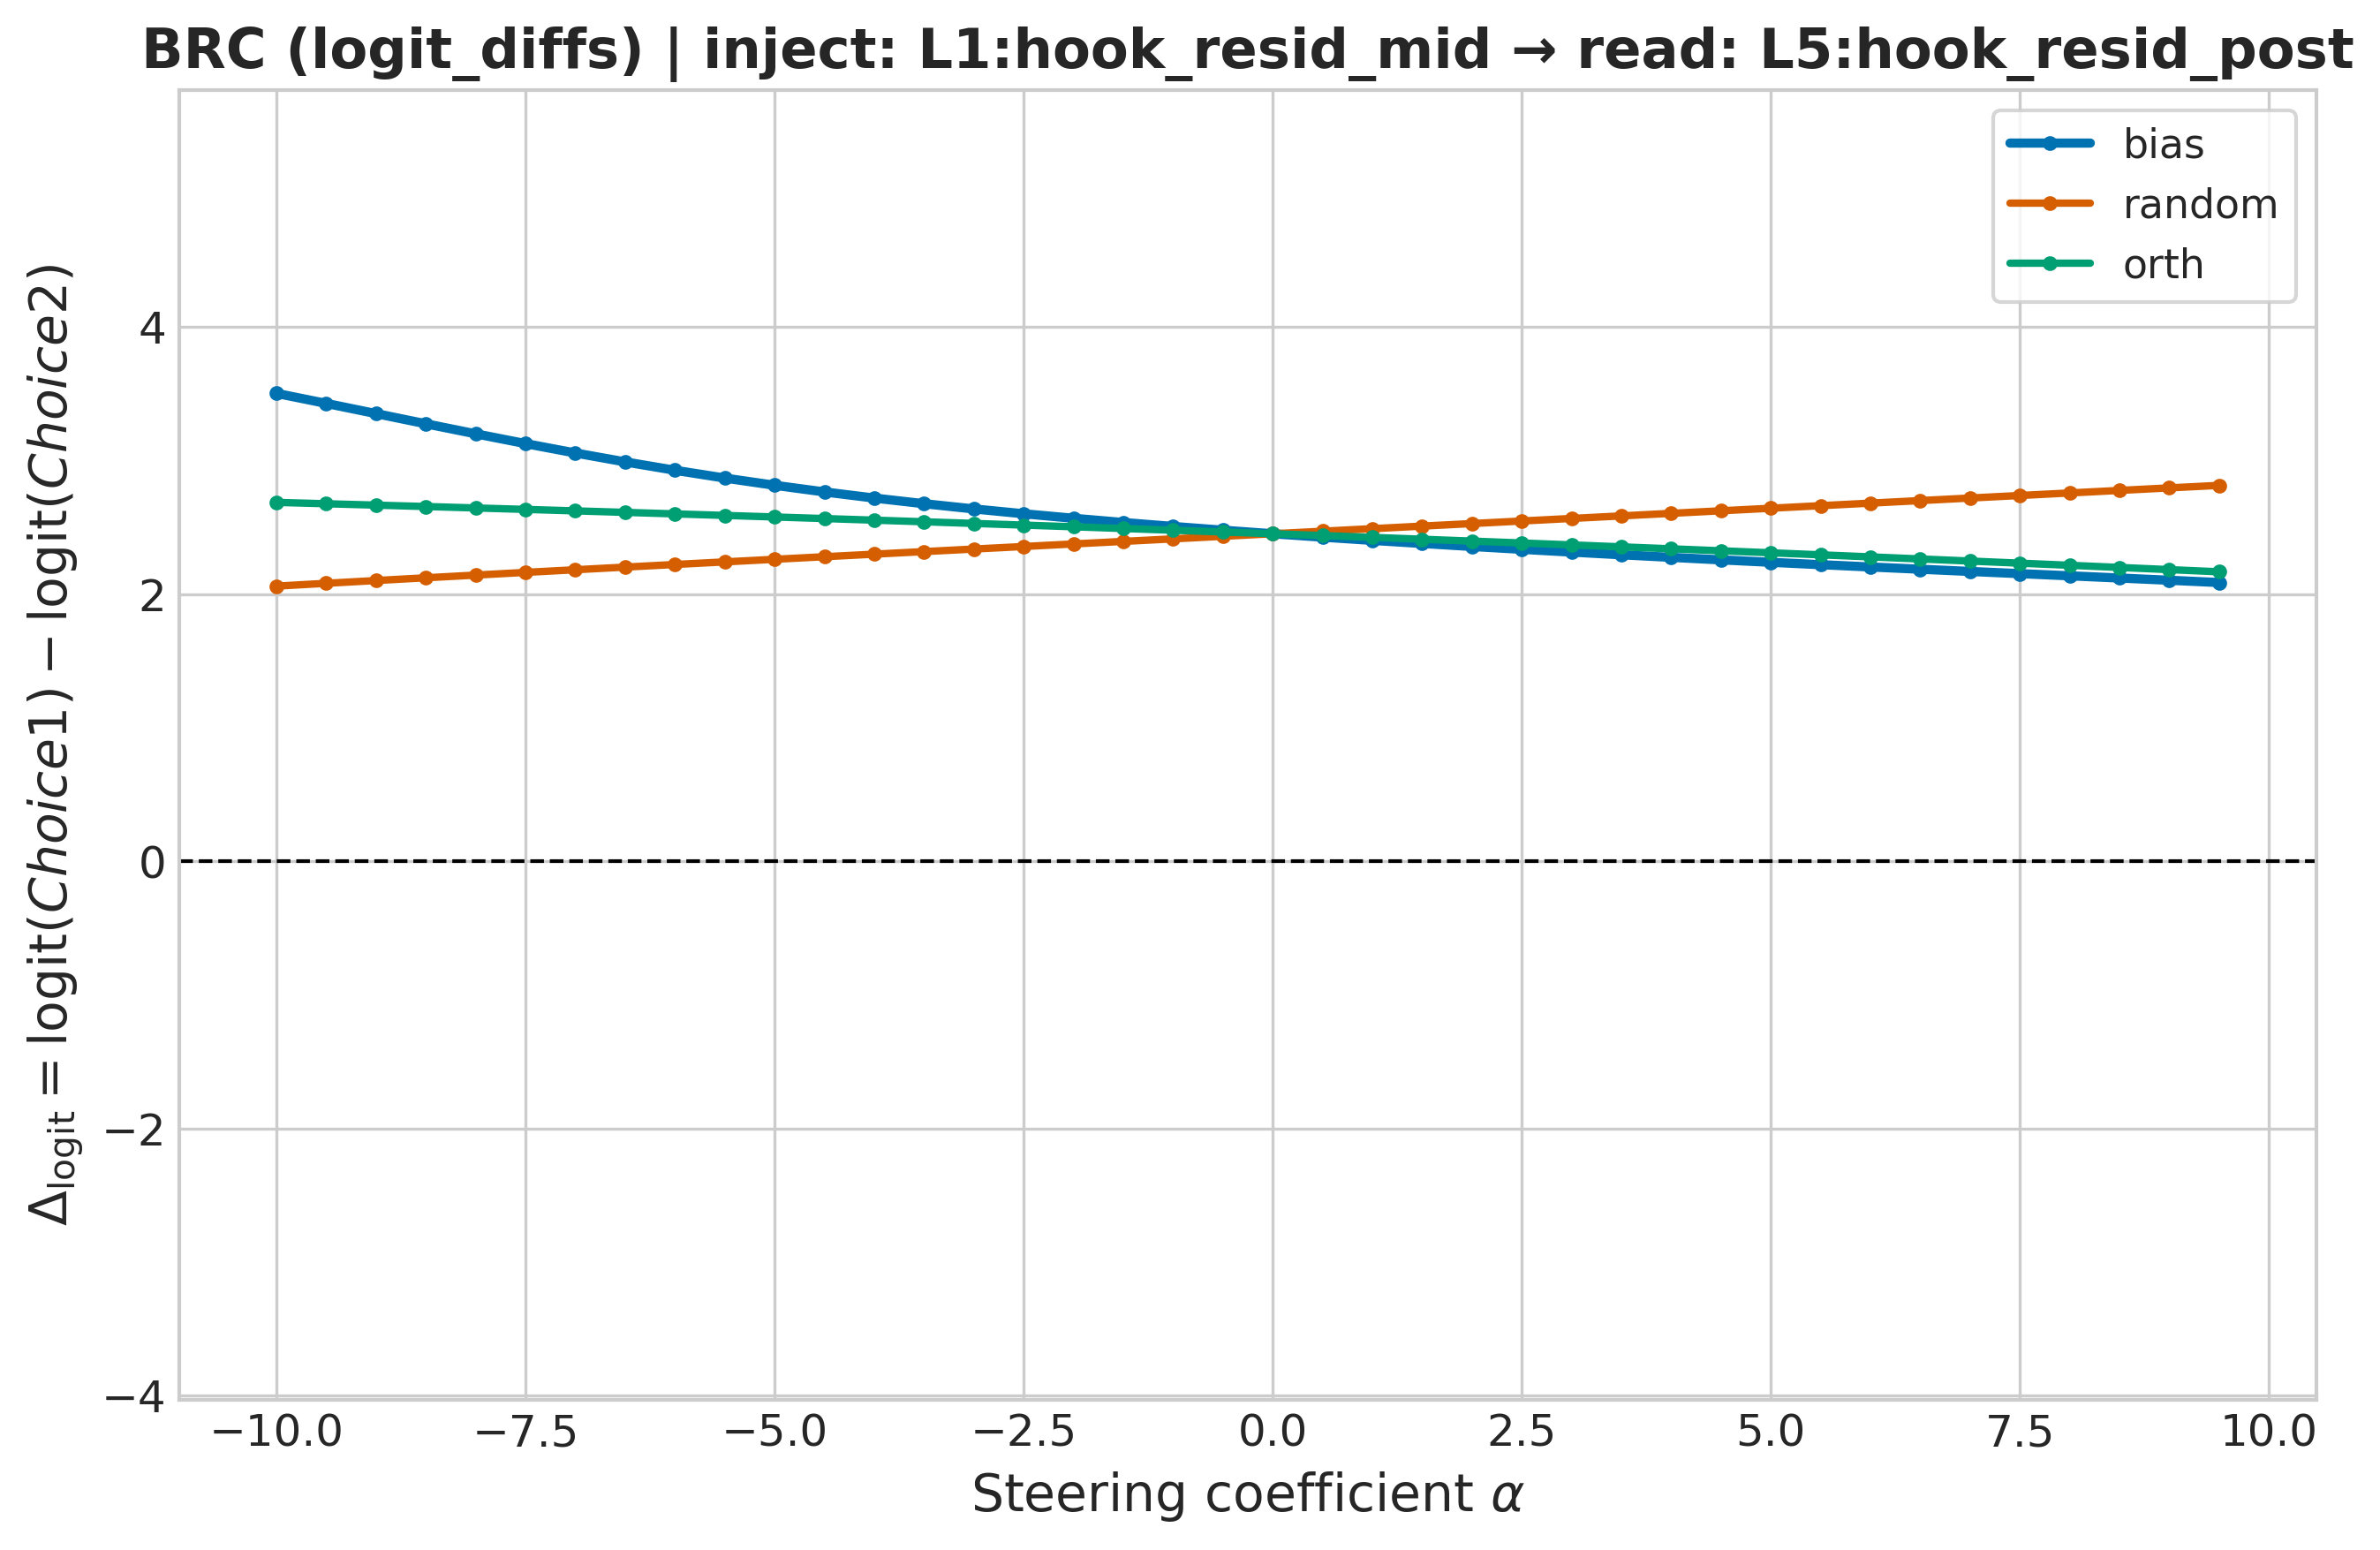 BRC (logit_diffs) | inject: L1:hook_resid_mid → read: L5:hook_resid_post
bias
random
orth
Δlogit = logit(Choice1) − logit(Choice2)
4
2
0
−2
−4
−10.0
−7.5
−5.0
−2.5
0.0
2.5
5.0
7.5
10.0
Steering coefficient α